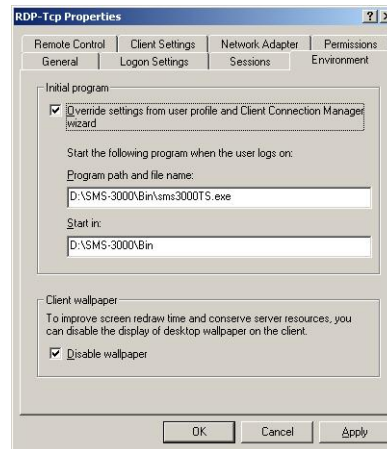 RDP-Tcp Properties
Remote Control Client Settings Network Adapter Permissions
General Logon Settings Sessions Environment
Initial program
Override settings from user profile and Client Connection Manager
wizard
Start the following program when the user logs on:
Program path and file name:
D:\SMS-3000\Bin\sms3000TS.exe
Start in:
D:\SMS-3000\Bin
Client wallpaper
To improve screen redraw time and conserve server resources, you
can disable the display of desktop wallpaper on the client.
Disable wallpaper
OK Cancel Apply